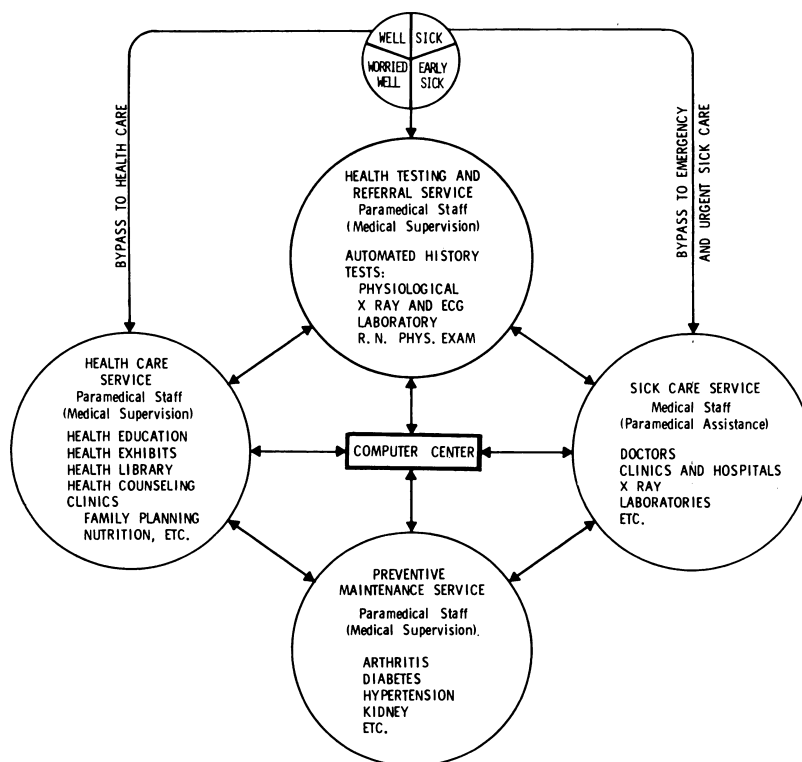 WELL
SICK
WORRIED
WELL
EARLY
SICK
BYPASS TO HEALTH CARE
BYPASS TO EMERGENCY
AND URGENT SICK CARE
HEALTH TESTING AND
REFERRAL SERVICE
Paramedical Staff
(Medical Supervision)
AUTOMATED HISTORY
TESTS:
PHYSIOLOGICAL
X RAY AND ECG
LABORATORY
R. N. PHYS. EXAM
HEALTH CARE
SERVICE
Paramedical Staff
(Medical Supervision)
HEALTH EDUCATION
HEALTH EXHIBITS
HEALTH LIBRARY
HEALTH COUNSELING
CLINICS
FAMILY PLANNING
NUTRITION, ETC.
COMPUTER CENTER
SICK CARE SERVICE
Medical Staff
(Paramedical Assistance)
DOCTORS
CLINICS AND HOSPITALS
X RAY
LABORATORIES
ETC.
PREVENTIVE
MAINTENANCE SERVICE
Paramedical Staff
(Medical Supervision).
ARTHRITIS
DIABETES
HYPERTENSION
KIDNEY
ETC.